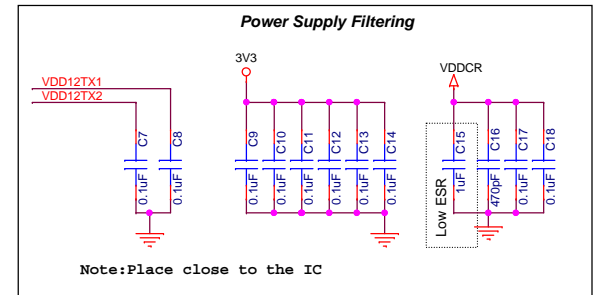 Power Supply Filtering
3V3
VDDCR
VDD12TX1
VDD12TX2
C7
C8
C9
C10
C11
C12
C13
C14
C15
C16
C17
C18
0.1uF
0.1uF
0.1uF
0.1uF
0.1uF
0.1uF
0.1uF
0.1uF
1uF
470pF
0.1uF
0.1uF
Low ESR
Note:Place close to the IC